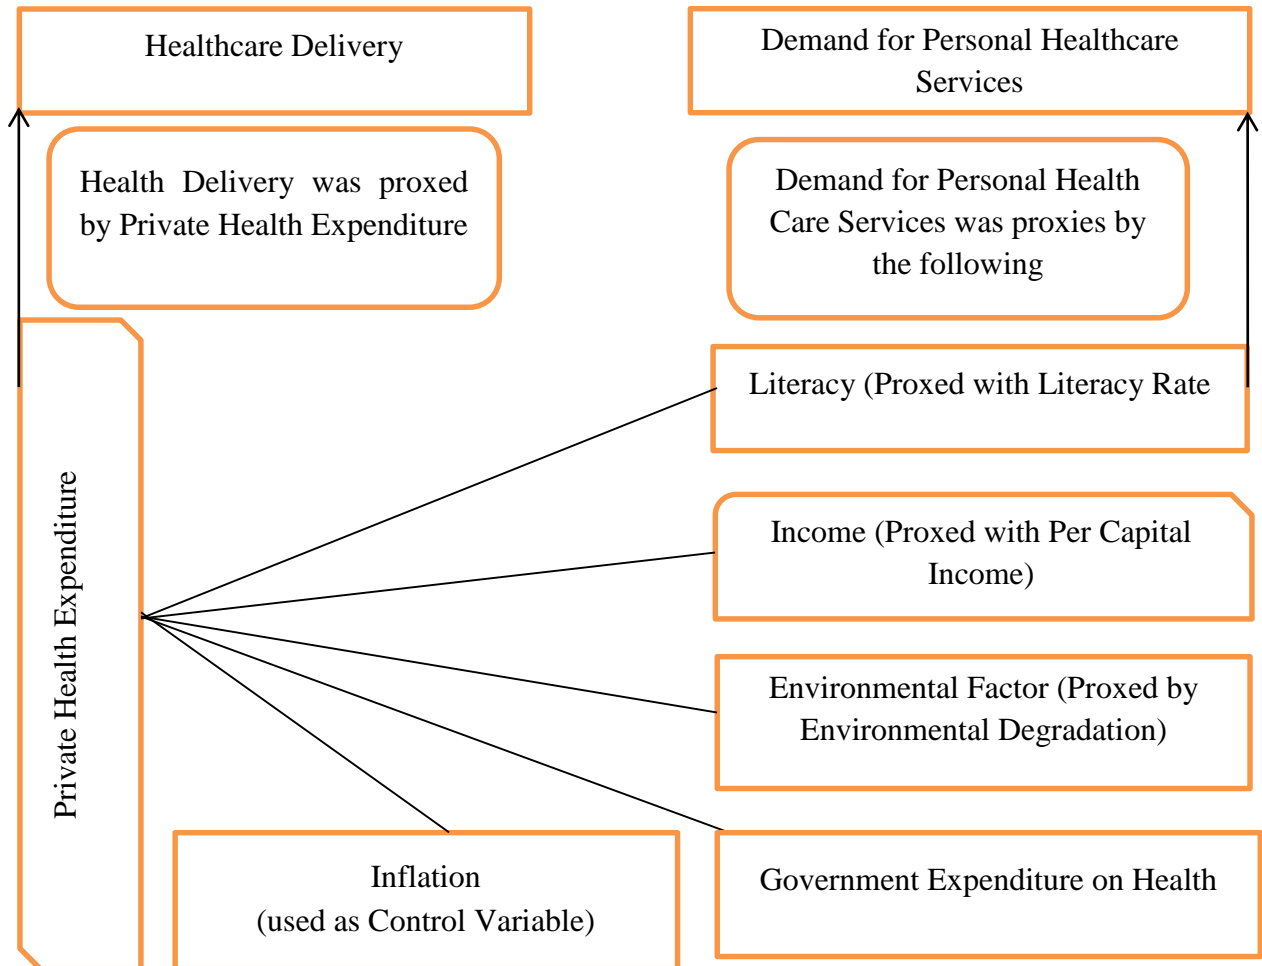 Healthcare Delivery
Demand for Personal Healthcare
Services
Health Delivery was proxed
by Private Health Expenditure
Demand for Personal Health
Care Services was proxies by
the following
Private Health Expenditure
Literacy (Proxed with Literacy Rate
Income (Proxed with Per Capital
Income)
Environmental Factor (Proxed by
Environmental Degradation)
Inflation
(used as Control Variable)
Government Expenditure on Health